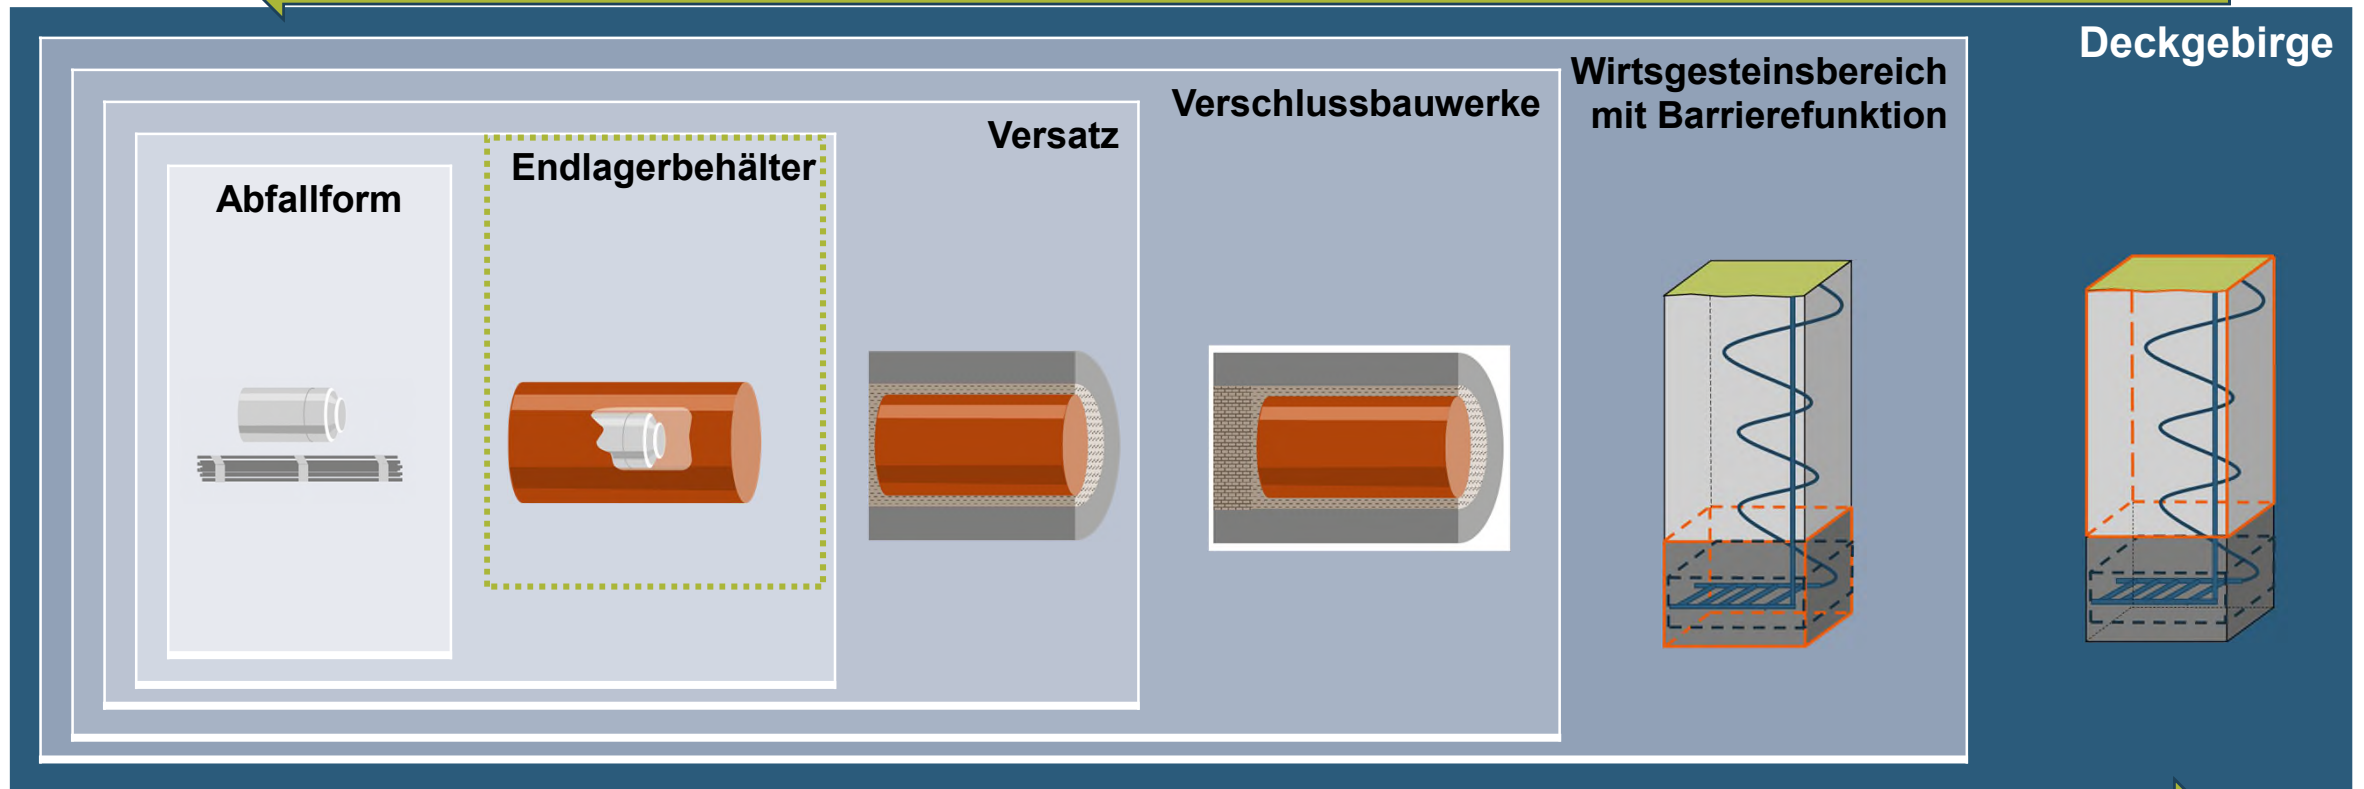 Abfallform
Endlagerbehälter
Versatz
Verschlussbauwerke
Wirtsgesteinsbereich
mit Barrierefunktion
Deckgebirge